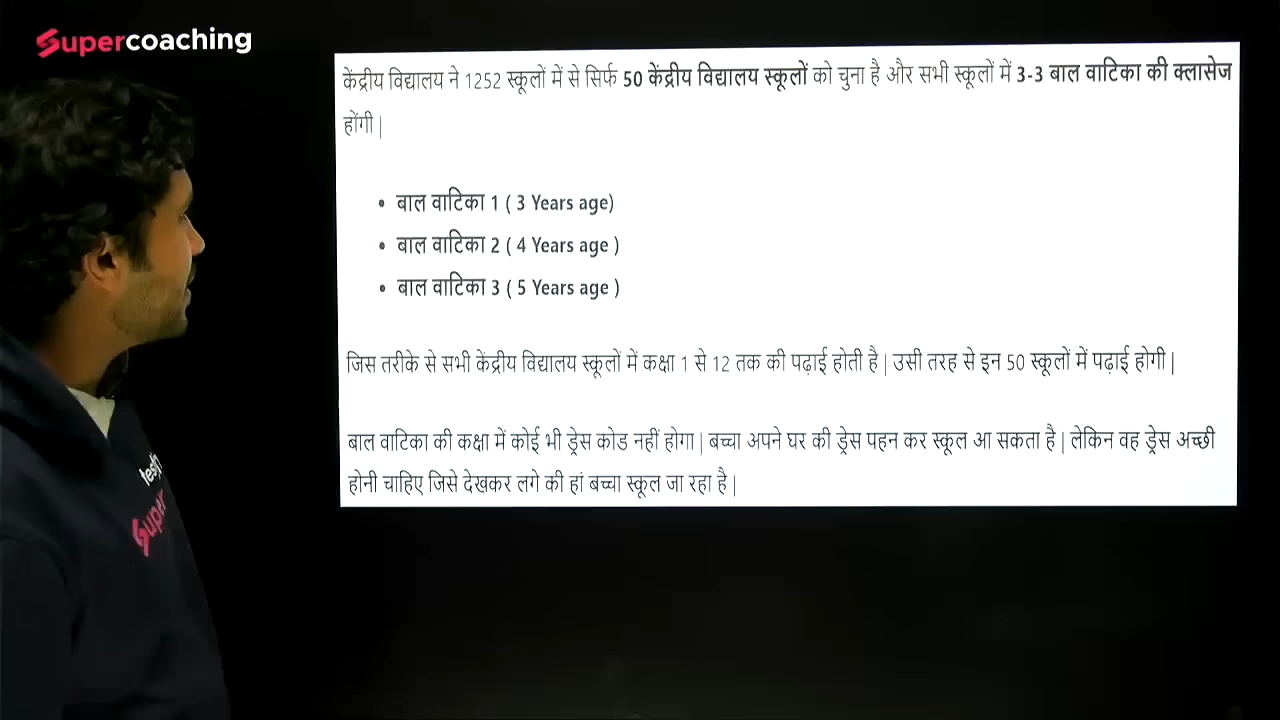 Supercoaching
केंद्रीय विद्यालय ने 1252 स्कूलों में से सिर्फ 50 केंद्रीय विद्यालय स्कूलों को चुना है और सभी स्कूलों में 3-3 बाल वाटिका की क्लासेज
होंगी |
• बाल वाटिका 1 ( 3 Years age)
• बाल वाटिका 2 ( 4 Years age )
• बाल वाटिका 3 ( 5 Years age )
जिस तरीके से सभी केंद्रीय विद्यालय स्कूलों में कक्षा 1 से 12 तक की पढ़ाई होती है | उसी तरह से इन 50 स्कूलों में पढ़ाई होगी |
बाल वाटिका की कक्षा में कोई भी ड्रेस कोड नहीं होगा | बच्चा अपने घर की ड्रेस पहन कर स्कूल आ सकता है | लेकिन वह ड्रेस अच्छी
होनी चाहिए जिसे देखकर लगे की हां बच्चा स्कूल जा रहा है |
Super